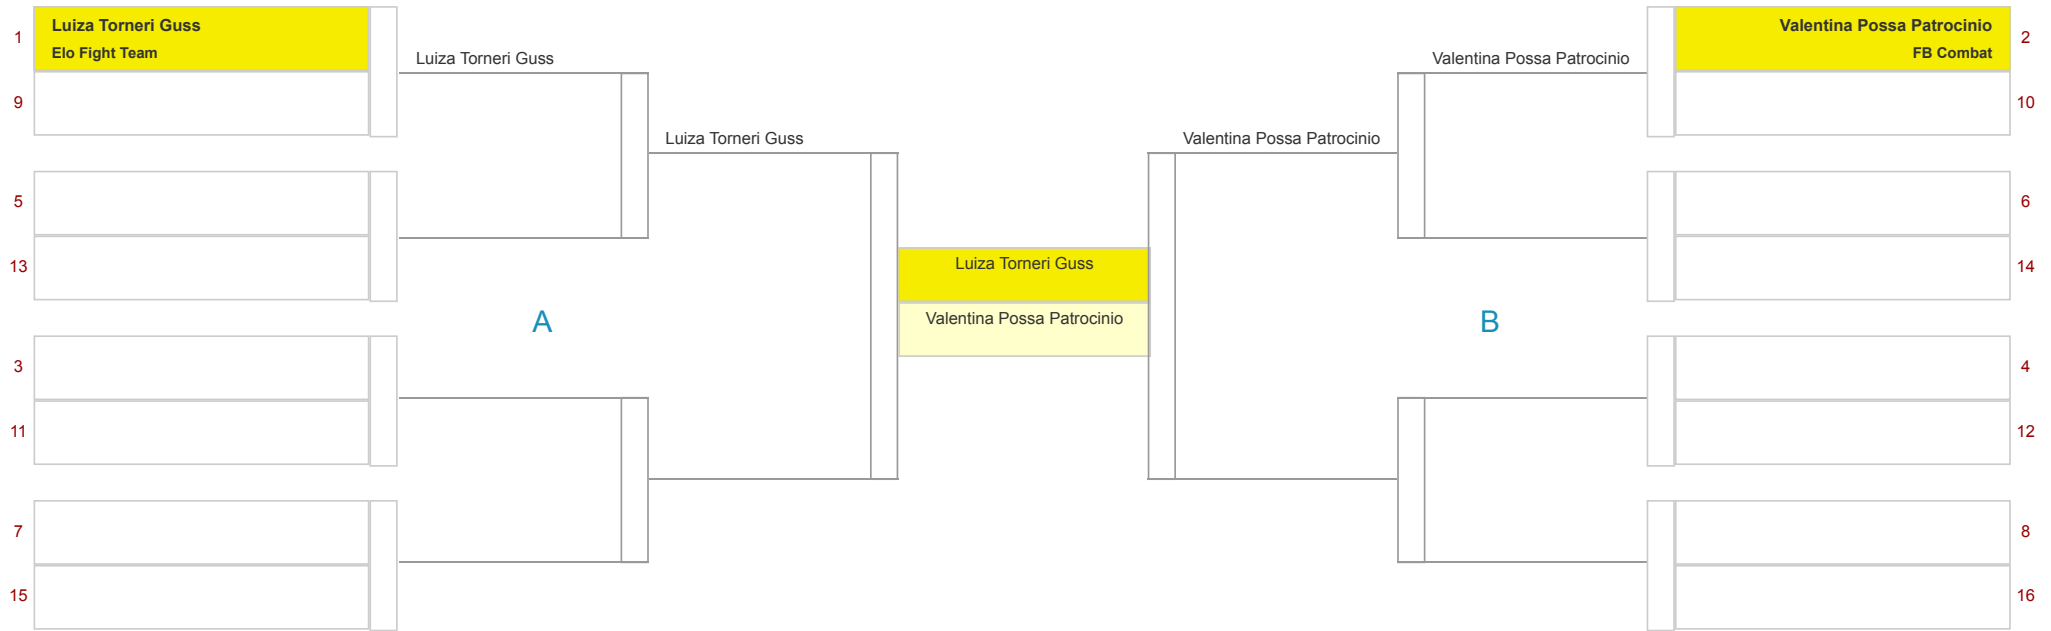 1
Luiza Torneri Guss
Elo Fight Team
9
5
13
3
11
7
15
Luiza Torneri Guss
Luiza Torneri Guss
A
Luiza Torneri Guss
Valentina Possa Patrocinio
B
Valentina Possa Patrocinio
Valentina Possa Patrocinio
Valentina Possa Patrocinio
FB Combat
2
10
6
14
4
12
8
16